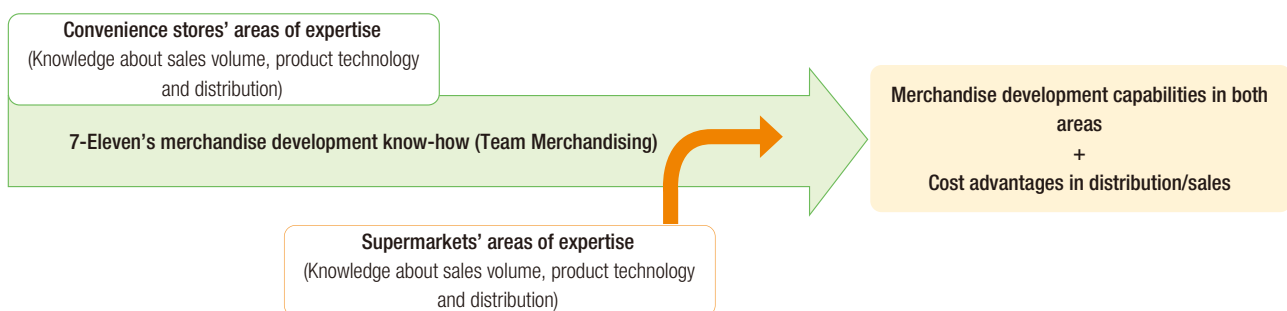 Convenience stores' areas of expertise
(Knowledge about sales volume, product technology
and distribution)
7-Eleven's merchandise development know-how (Team Merchandising)
Supermarkets' areas of expertise
(Knowledge about sales volume, product technology
and distribution)
Merchandise development capabilities in both
areas
+
Cost advantages in distribution/sales